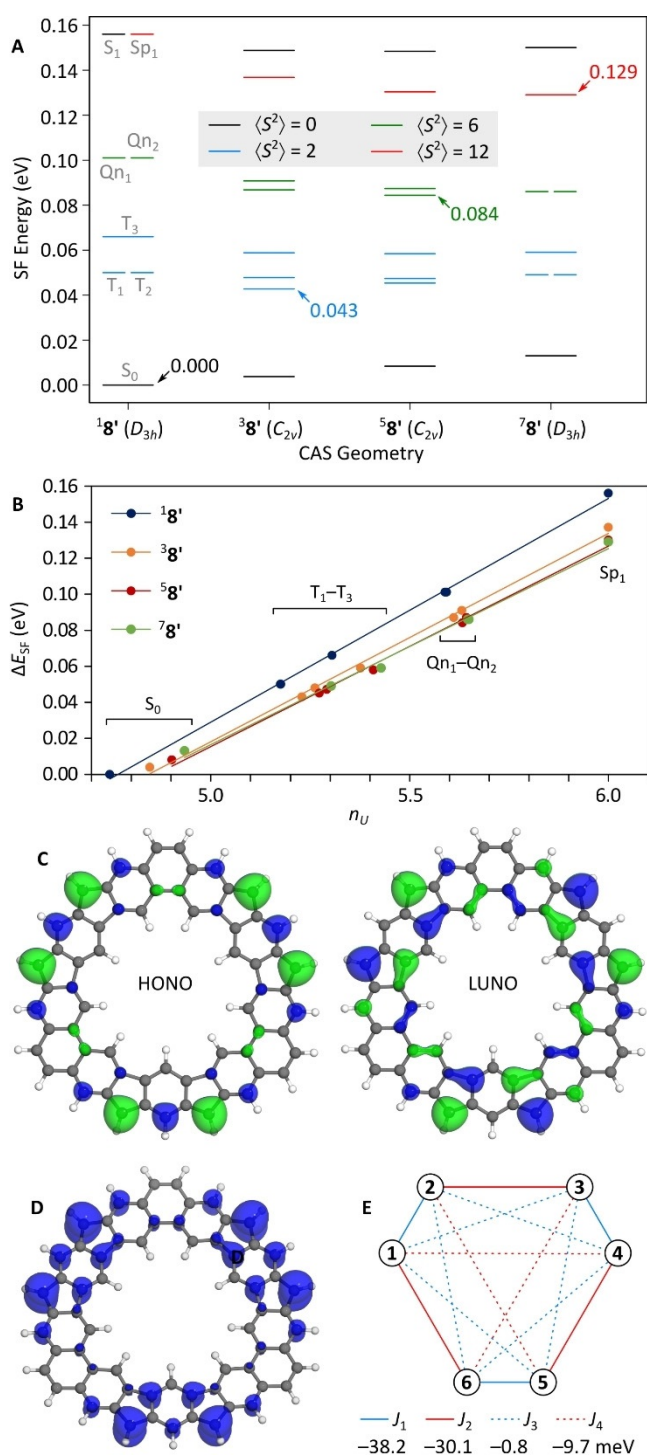 A
0.16
0.14
0.12
0.10
0.08
0.06
0.04
0.02
0.00
SF Energy (eV)
S₁ Sp₁
0.129
⟨S²⟩ = 0 ⟨S²⟩ = 6
⟨S²⟩ = 2 ⟨S²⟩ = 12
Qn₂
Qn₁
0.084
T₃
T₁ T₂
0.043
S₀
0.000
¹8' (D₃ₕ) ³8' (C₂ᵥ) ⁵8' (C₂ᵥ) ⁷8' (D₃ₕ)
CAS Geometry
B
0.16
0.14
0.12
0.10
0.08
0.06
0.04
0.02
0.00
ΔE_SF (eV)
¹8'
³8'
⁵8'
⁷8'
T₁–T₃
Sp₁
Qn₁–Qn₂
S₀
5.0 5.5 6.0
n_U
C
HONO LUNO
D
D
E
2 3
1 4
6 5
J₁ J₂ J₃ J₄
−38.2 −30.1 −0.8 −9.7 meV